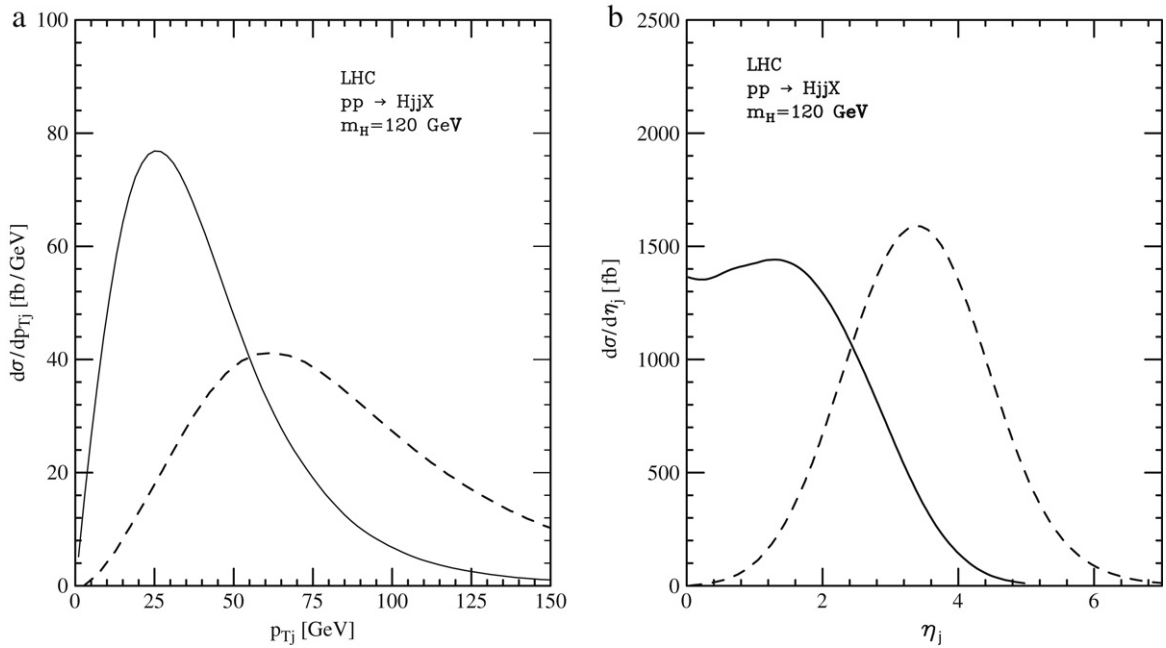 a
100
80
60
40
20
0
dσ/dp_Tj [fb/GeV]
LHC
pp → HjjX
m_H=120 GeV
0 25 50 75 100 125 150
p_Tj [GeV]
b
2500
2000
1500
1000
500
0
dσ/dη_j [fb]
LHC
pp → HjjX
m_H=120 GeV
0 2 4 6
η_j